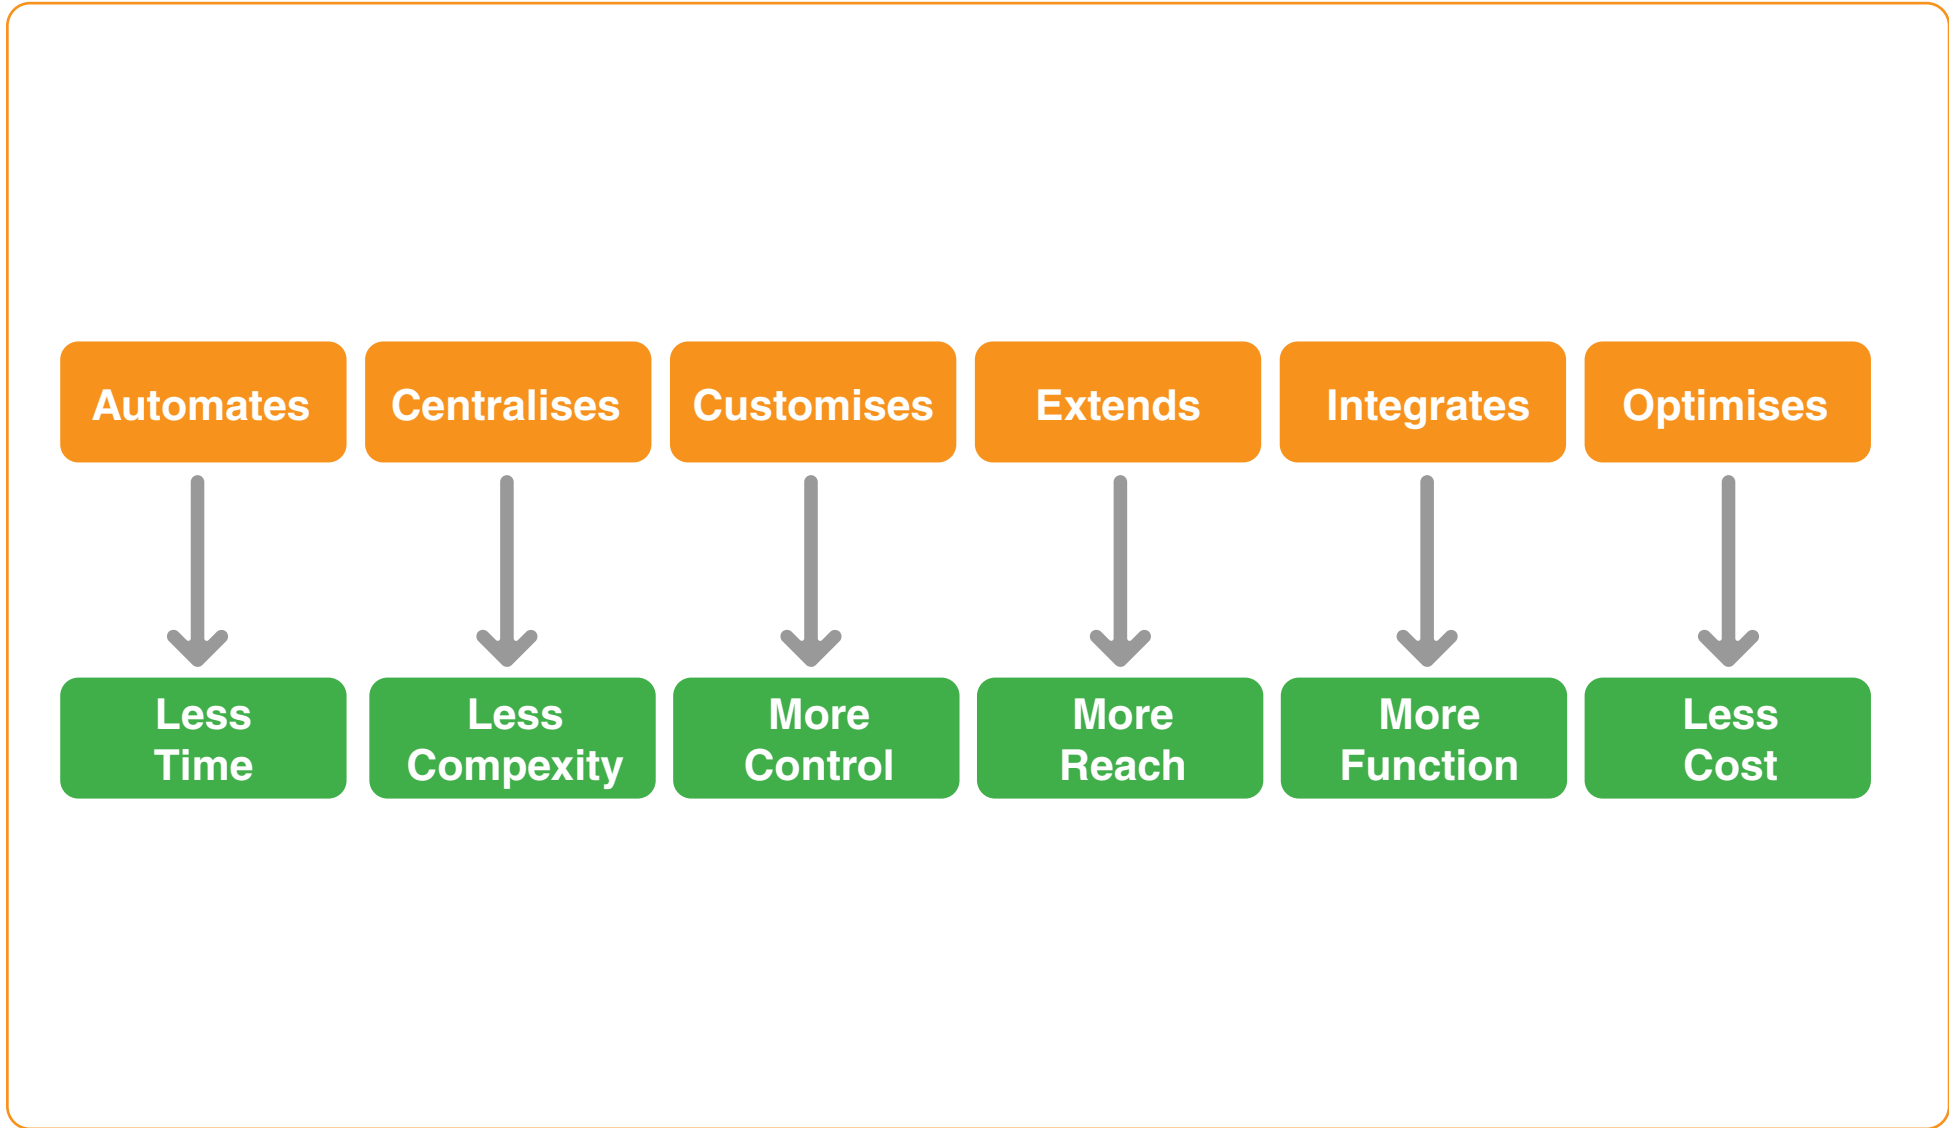 Automates
Centralises
Customises
Extends
Integrates
Optimises
Less
Time
Less
Compexity
More
Control
More
Reach
More
Function
Less
Cost